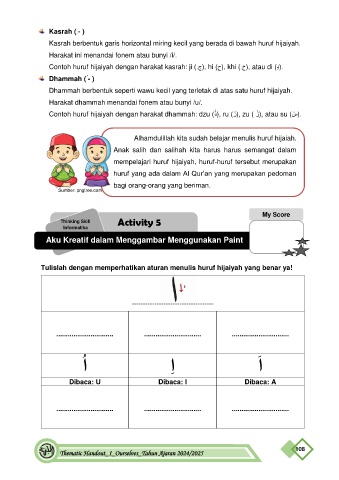 Kasrah ( - )
Kasrah berbentuk garis horizontal miring kecil yang berada di bawah huruf hijaiyah.
Harakat ini menandai fonem atau bunyi /i/.
Contoh huruf hijaiyah dengan harakat kasrah: ji (جِ), hi (حِ), khi (خِ), atau di (دِ).
Dhammah ( ُ- )
Dhammah berbentuk seperti wawu kecil yang terletak di atas satu huruf hijaiyah.
Harakat dhammah menandai fonem atau bunyi /u/.
Contoh huruf hijaiyah dengan harakat dhammah: dzu (ذُ), ru (رُ), zu (زُ), atau su (سُ).
Alhamdulillah kita sudah belajar menulis huruf hijaiah.
Anak salih dan salihah kita harus harus semangat dalam
mempelajari huruf hijaiyah, huruf-huruf tersebut merupakan
huruf yang ada dalam Al Qur'an yang merupakan pedoman
bagi orang-orang yang beriman.
Sumber: pngtree.com
Thinking Skill
Informatika
Activity 5
My Score
Aku Kreatif dalam Menggambar Menggunakan Paint
Tulislah dengan memperhatikan aturan menulis huruf hijaiyah yang benar ya!
ا
اُ اِ اَ
Dibaca: U Dibaca: I Dibaca: A
Thematic Handout_1_Ourselves_Tahun Ajaran 2024/2025
108